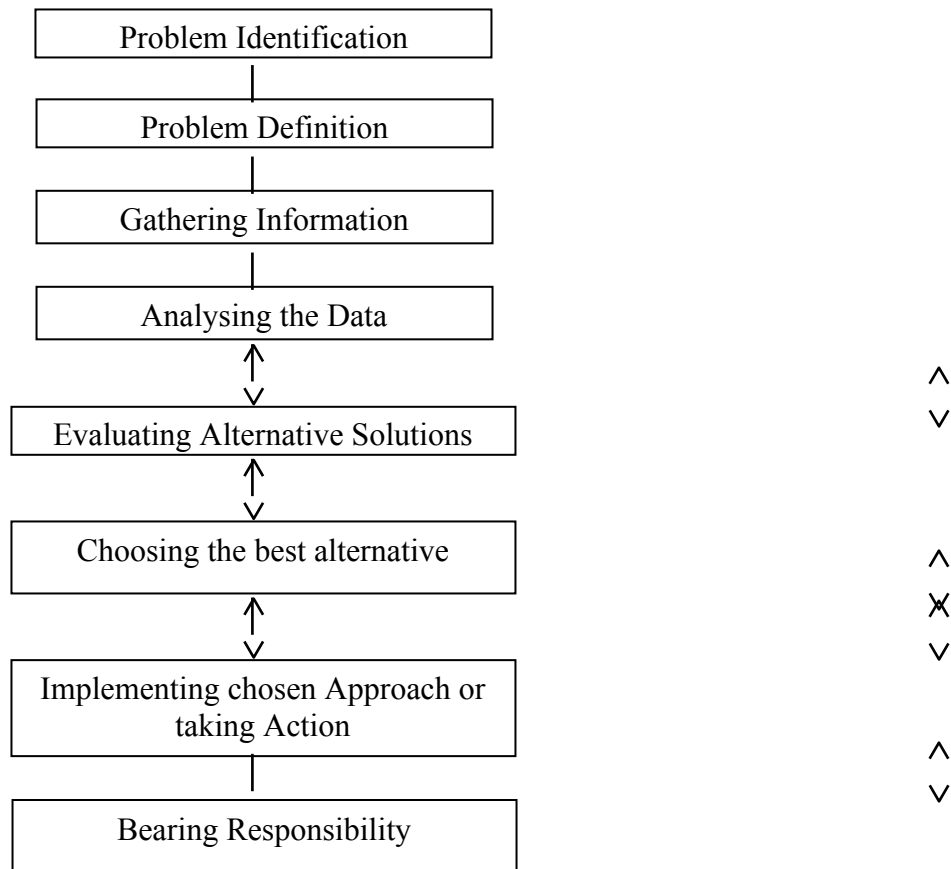 Problem Identification
Problem Definition
Gathering Information
Analysing the Data
Evaluating Alternative Solutions
Choosing the best alternative
Implementing chosen Approach or
taking Action
Bearing Responsibility